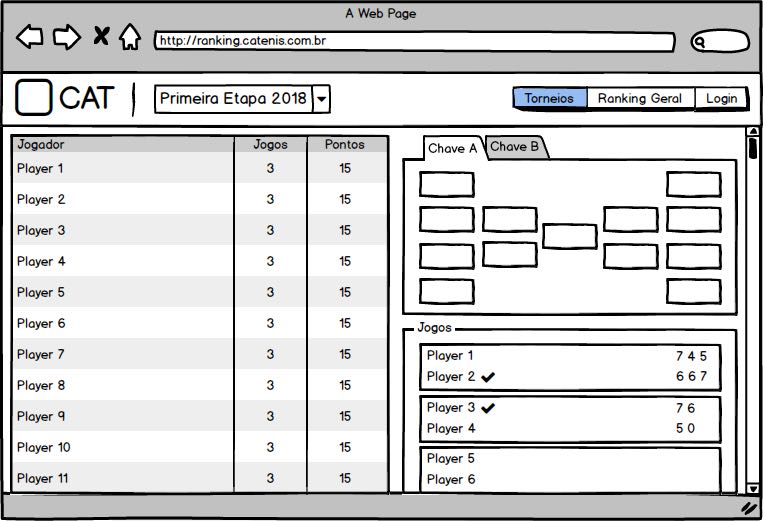 A Web Page
http://ranking.catenis.com.br
CAT
Primeira Etapa 2018
Torneios Ranking Geral Login
Jogador Jogos Pontos
Player 1 3 15
Player 2 3 15
Player 3 3 15
Player 4 3 15
Player 5 3 15
Player 6 3 15
Player 7 3 15
Player 8 3 15
Player 9 3 15
Player 10 3 15
Player 11 3 15
Chave A Chave B
Jogos
Player 1 7 4 5
Player 2 6 6 7
Player 3 7 6
Player 4 5 0
Player 5
Player 6